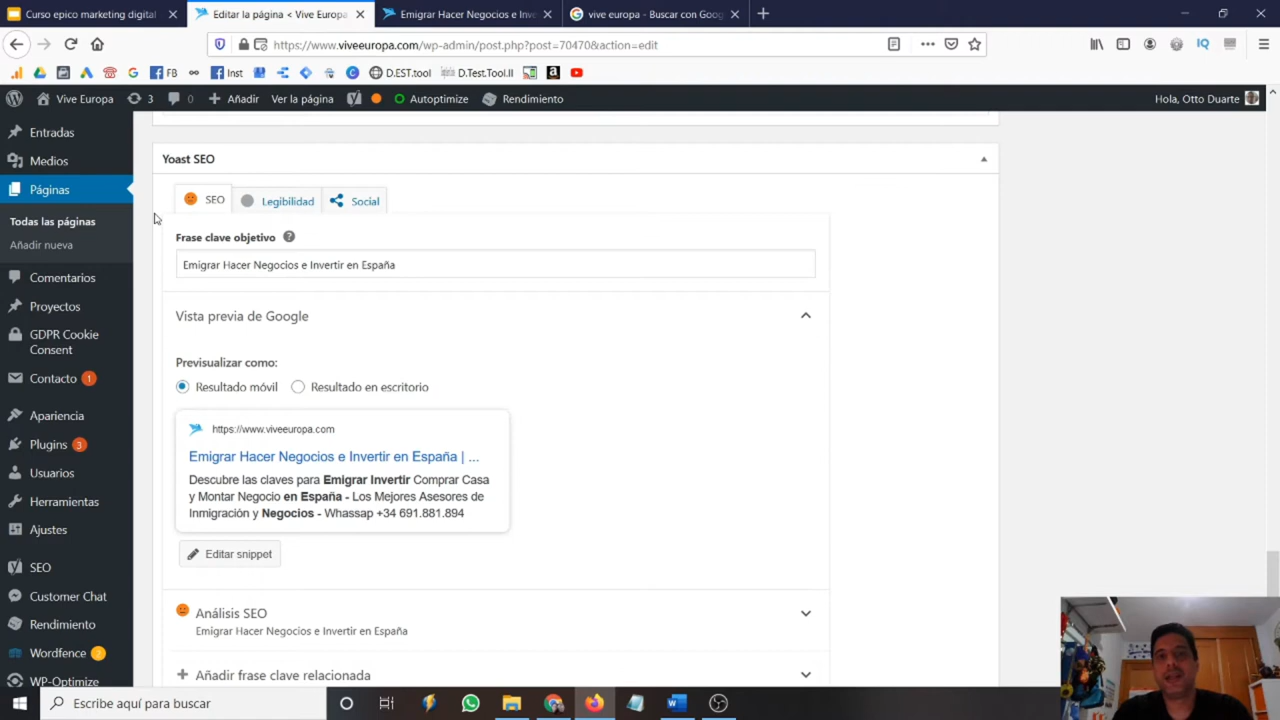 Curso epico marketing digital
Editar la página < Vive Europa
Emigrar Hacer Negocios e Inve
vive europa - Buscar con Goog
https://www.viveeuropa.com/wp-admin/post.php?post=70470&action=edit
FB
Inst
D.EST.tool
D.Test.Tool.II
Vive Europa
3
0
Añadir
Ver la página
Autoptimize
Rendimiento
Hola, Otto Duarte
Entradas
Medios
Páginas
Todas las páginas
Añadir nueva
Comentarios
Proyectos
GDPR Cookie
Consent
Contacto 1
Apariencia
Plugins 3
Usuarios
Herramientas
Ajustes
SEO
Customer Chat
Rendimiento
Wordfence 2
WP-Optimize
Yoast SEO
SEO
Legibilidad
Social
Frase clave objetivo
Emigrar Hacer Negocios e Invertir en España
Vista previa de Google
Previsualizar como:
Resultado móvil
Resultado en escritorio
https://www.viveeuropa.com
Emigrar Hacer Negocios e Invertir en España | ...
Descubre las claves para Emigrar Invertir Comprar Casa
y Montar Negocio en España - Los Mejores Asesores de
Inmigración y Negocios - Whassap +34 691.881.894
Editar snippet
Análisis SEO
Emigrar Hacer Negocios e Invertir en España
Añadir frase clave relacionada
Escribe aquí para buscar